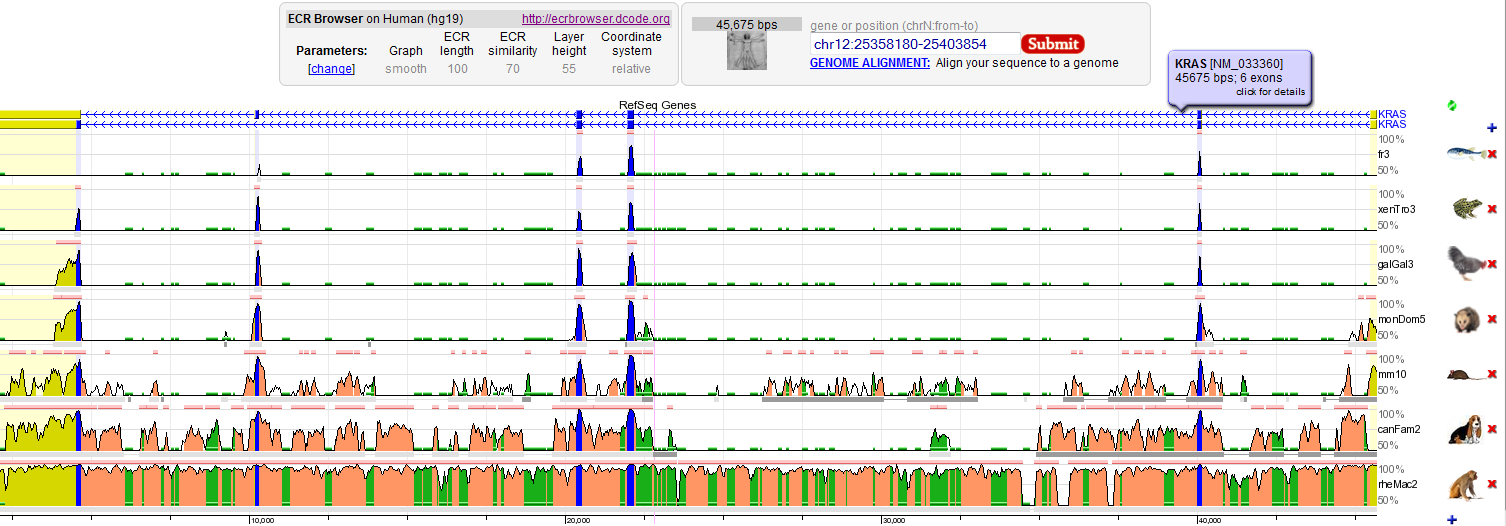 ECR Browser on Human (hg19) http://ecrbrowser.dcode.org
Parameters: Graph ECR length ECR similarity Layer height Coordinate system
[change] smooth 100 70 55 relative
45,675 bps
gene or position (chrN:from-to)
chr12:25358180-25403854 Submit
GENOME ALIGNMENT: Align your sequence to a genome
KRAS [NM_033360]
45675 bps; 6 exons
click for details
RefSeq Genes
KRAS
KRAS
100%
fr3
50%
100%
xenTro3
50%
100%
galGal3
50%
100%
monDom5
50%
100%
mm10
50%
100%
canFam2
50%
100%
rheMac2
50%
10,000 20,000 30,000 40,000